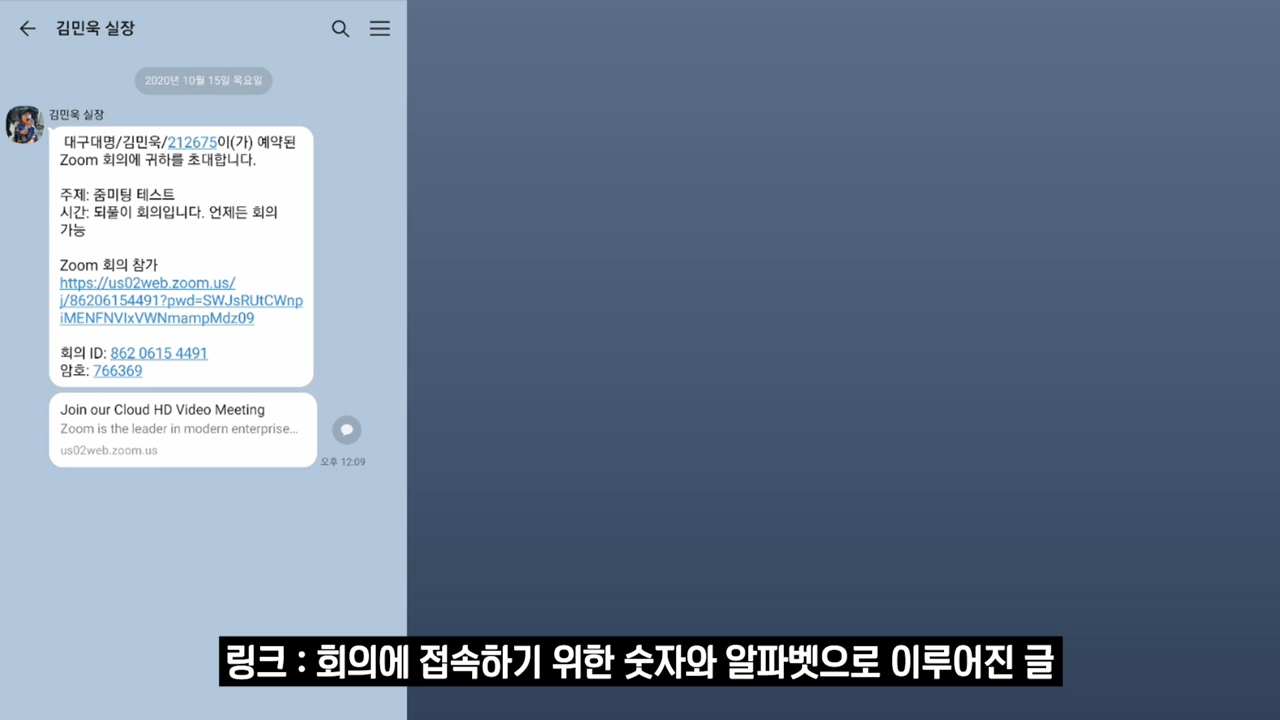 김민욱 실장
2020년 10월 15일 목요일
김민욱 실장
대구대명/김민욱/212675이(가) 예약된
Zoom 회의에 귀하를 초대합니다.
주제: 줌미팅 테스트
시간: 되풀이 회의입니다. 언제든 회의
가능
Zoom 회의 참가
https://us02web.zoom.us/
j/86206154491?pwd=SWJsRUtCWnp
iMENFNVIxVWNmampMdz09
회의 ID: 862 0615 4491
암호: 766369
Join our Cloud HD Video Meeting
Zoom is the leader in modern enterprise...
us02web.zoom.us
오후 12:09
링크 : 회의에 접속하기 위한 숫자와 알파벳으로 이루어진 글